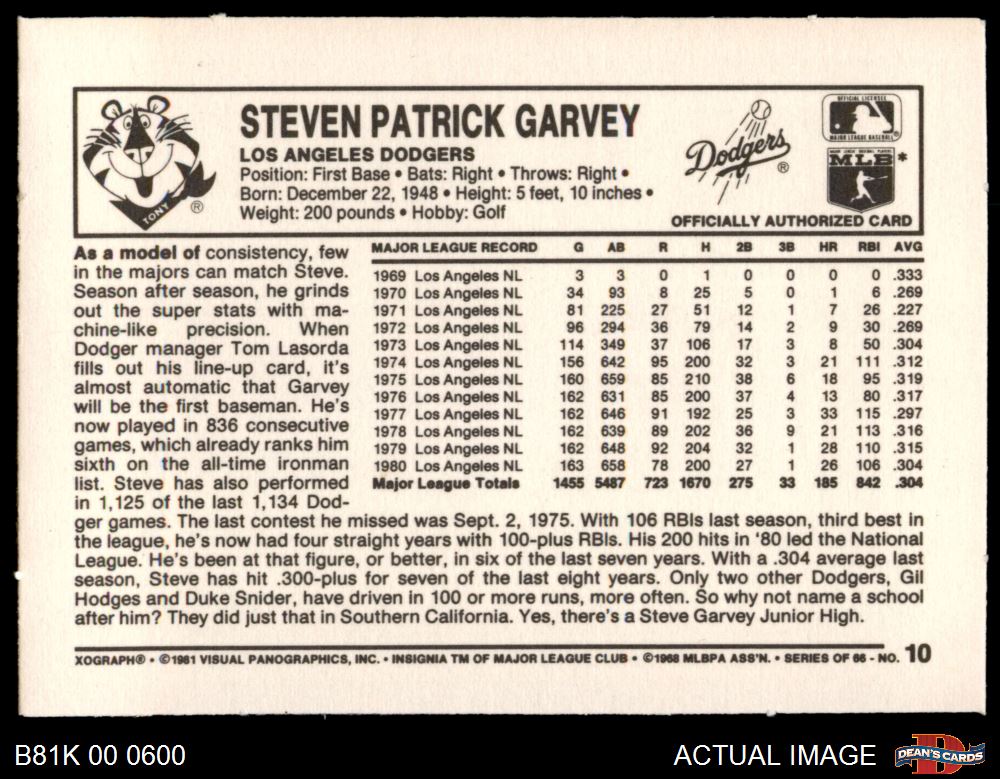 STEVEN PATRICK GARVEY
LOS ANGELES DODGERS
Position: First Base • Bats: Right • Throws: Right •
Born: December 22, 1948 • Height: 5 feet, 10 inches •
Weight: 200 pounds • Hobby: Golf
TONY ®
Dodgers ®
OFFICIAL LICENSEE
MAJOR LEAGUE BASEBALL®
MAJOR LEAGUE BASEBALL PLAYERS
MLB *
OFFICIALLY AUTHORIZED CARD
As a model of consistency, few
in the majors can match Steve.
Season after season, he grinds
out the super stats with ma-
chine-like precision. When
Dodger manager Tom Lasorda
fills out his line-up card, it's
almost automatic that Garvey
will be the first baseman. He's
now played in 836 consecutive
games, which already ranks him
sixth on the all-time ironman
list. Steve has also performed
in 1,125 of the last 1,134 Dod-
ger games. The last contest he missed was Sept. 2, 1975. With 106 RBIs last season, third best in
the league, he's now had four straight years with 100-plus RBIs. His 200 hits in '80 led the National
League. He's been at that figure, or better, in six of the last seven years. With a .304 average last
season, Steve has hit .300-plus for seven of the last eight years. Only two other Dodgers, Gil
Hodges and Duke Snider, have driven in 100 or more runs, more often. So why not name a school
after him? They did just that in Southern California. Yes, there's a Steve Garvey Junior High.
MAJOR LEAGUE RECORD G AB R H 2B 3B HR RBI AVG
1969 Los Angeles NL 3 3 0 1 0 0 0 0 .333
1970 Los Angeles NL 34 93 8 25 5 0 1 6 .269
1971 Los Angeles NL 81 225 27 51 12 1 7 26 .227
1972 Los Angeles NL 96 294 36 79 14 2 9 30 .269
1973 Los Angeles NL 114 349 37 106 17 3 8 50 .304
1974 Los Angeles NL 156 642 95 200 32 3 21 111 .312
1975 Los Angeles NL 160 659 85 210 38 6 18 95 .319
1976 Los Angeles NL 162 631 85 200 37 4 13 80 .317
1977 Los Angeles NL 162 646 91 192 25 3 33 115 .297
1978 Los Angeles NL 162 639 89 202 36 9 21 113 .316
1979 Los Angeles NL 162 648 92 204 32 1 28 110 .315
1980 Los Angeles NL 163 658 78 200 27 1 26 106 .304
Major League Totals 1455 5487 723 1670 275 33 185 842 .304
XOGRAPH® • ©1981 VISUAL PANOGRAPHICS, INC. • INSIGNIA TM OF MAJOR LEAGUE CLUB • ©1968 MLBPA ASS'N. • SERIES OF 66 - NO. 10
B81K 00 0600
ACTUAL IMAGE
DEAN'S CARDS